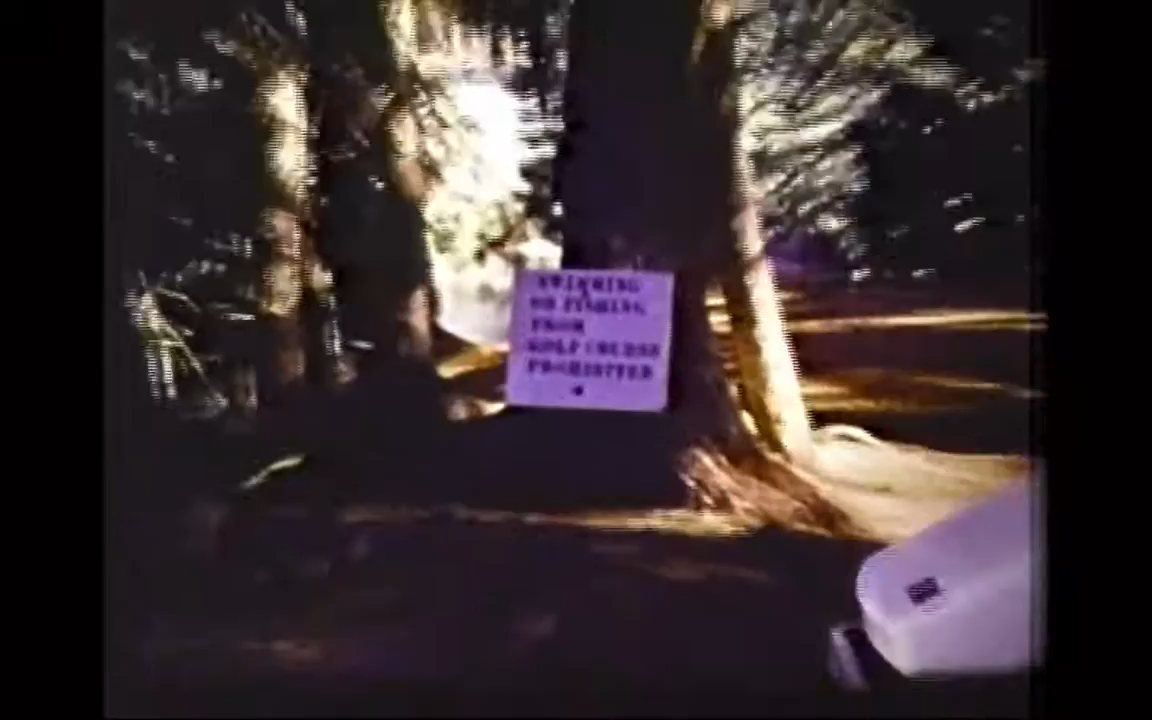 SWIMMING
OR FISHING
FROM
GOLF COURSE
PROHIBITED